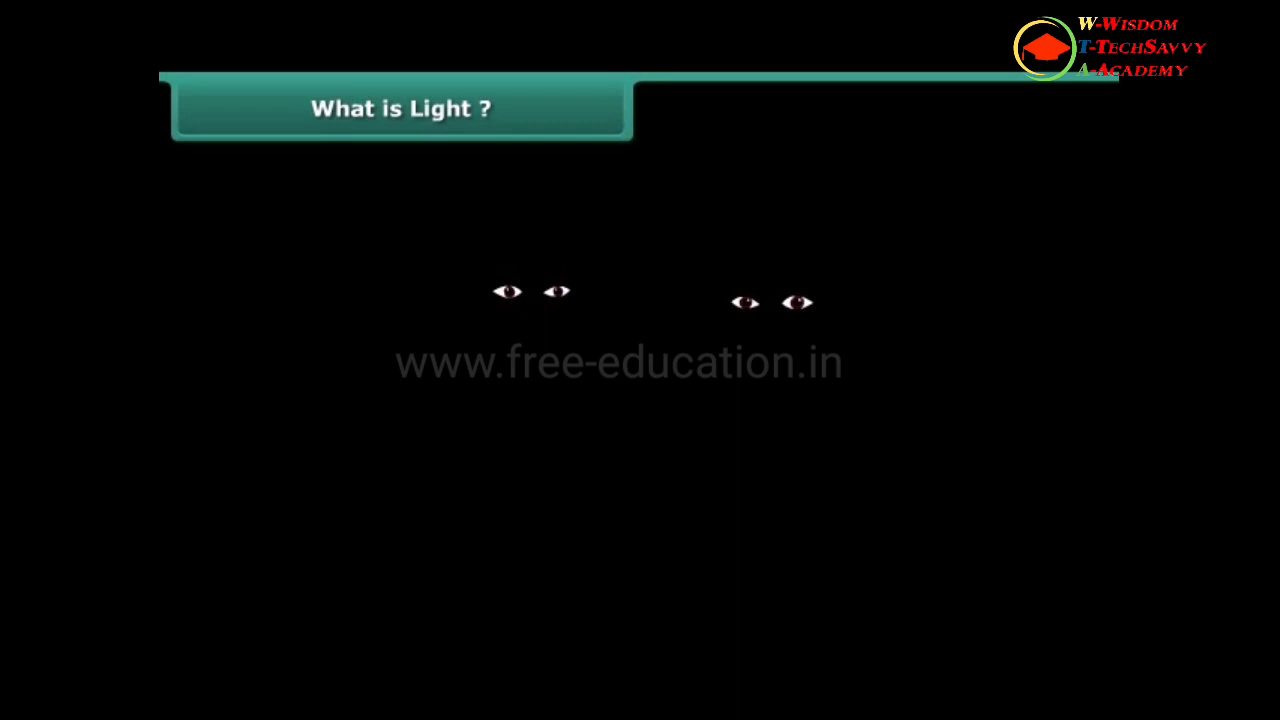 W-Wisdom
T-TechSavvy
A-Academy
What is Light ?
www.free-education.in